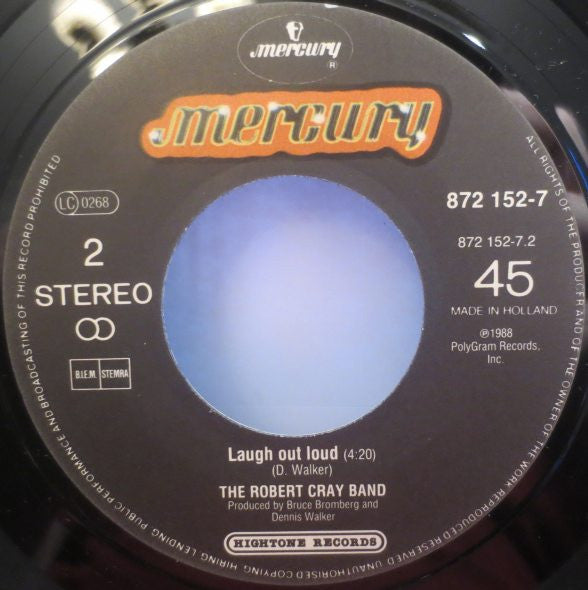 mercury
®
mercury
LC 0268
872 152-7
2
STEREO
B.I.E.M. STEMRA
872 152-7.2
45
MADE IN HOLLAND
℗1988
PolyGram Records,
Inc.
Laugh out loud (4:20)
(D. Walker)
THE ROBERT CRAY BAND
Produced by Bruce Bromberg and
Dennis Walker
HIGHTONE RECORDS
ALL RIGHTS OF THE PRODUCER AND OF THE OWNER OF THE WORK REPRODUCED RESERVED UNAUTHORISED COPYING HIRING LENDING PUBLIC PERFORMANCE AND BROADCASTING OF THIS RECORD PROHIBITED